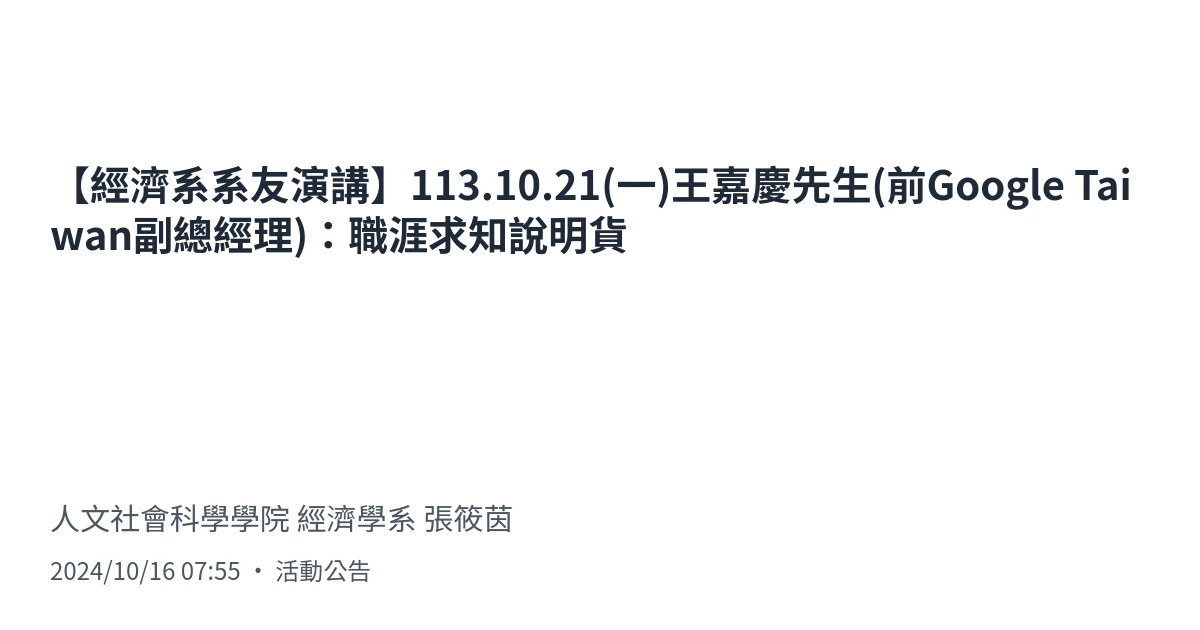 【經濟系系友演講】113.10.21(一)王嘉慶先生(前Google Tai
wan副總經理)：職涯求知說明貨
人文社會科學學院 經濟學系 張筱茵
2024/10/16 07:55 ・ 活動公告